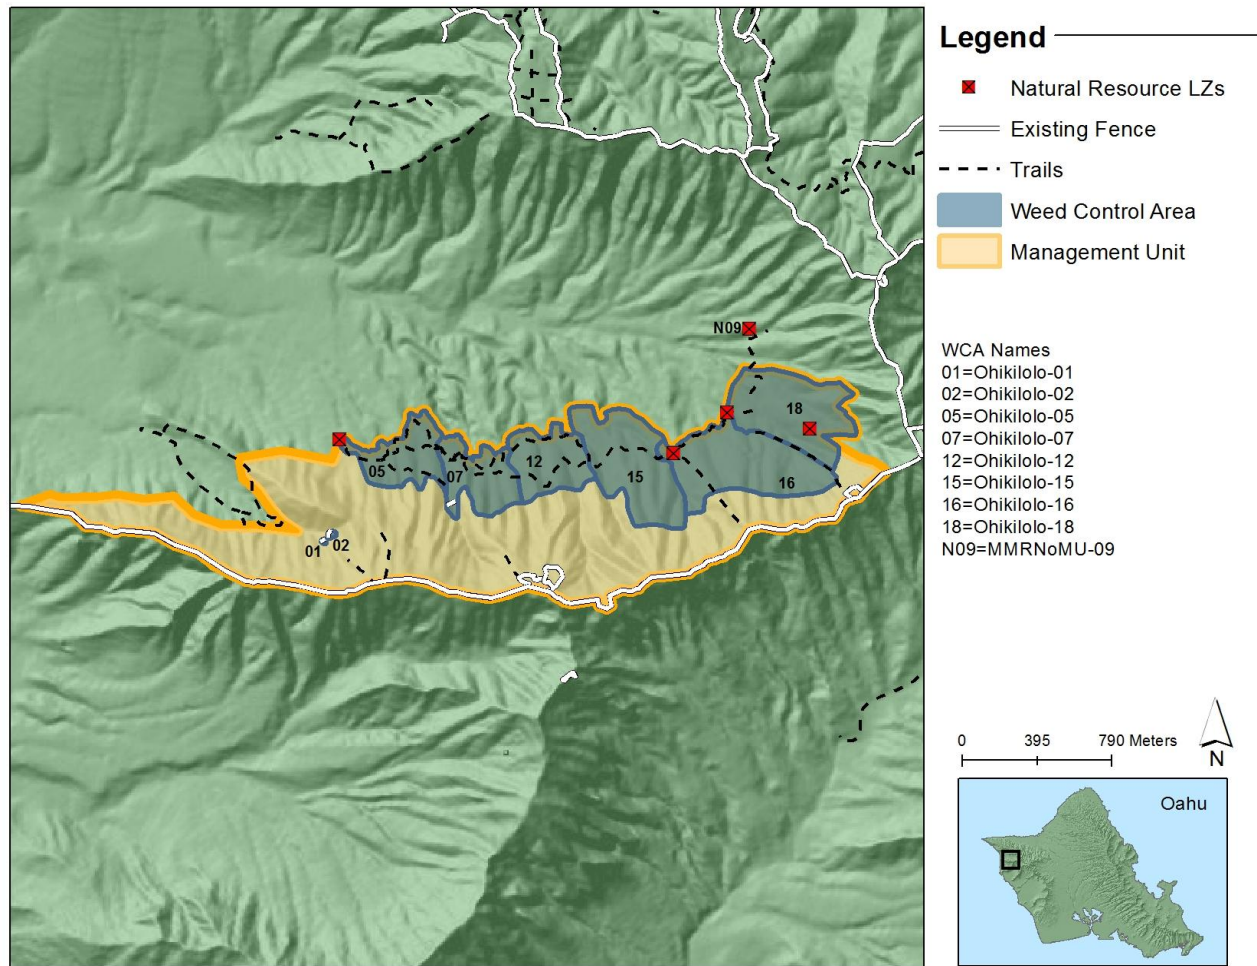 Legend
Natural Resource LZs
Existing Fence
Trails
Weed Control Area
Management Unit
WCA Names
01=Ohikilolo-01
02=Ohikilolo-02
05=Ohikilolo-05
07=Ohikilolo-07
12=Ohikilolo-12
15=Ohikilolo-15
16=Ohikilolo-16
18=Ohikilolo-18
N09=MMRNoMU-09
N09
18
05
07
12
15
16
01
02
0 395 790 Meters
N
Oahu